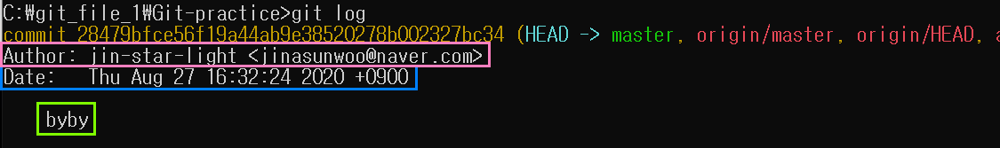 C:₩git_file_1₩Git-practice>git log
commit 28479bfce56f19a44ab9e38520278b002327bc34 (HEAD -> master, origin/master, origin/HEAD,
Author: jin-star-light <jinasunwoo@naver.com>
Date: Thu Aug 27 16:32:24 2020 +0900
byby